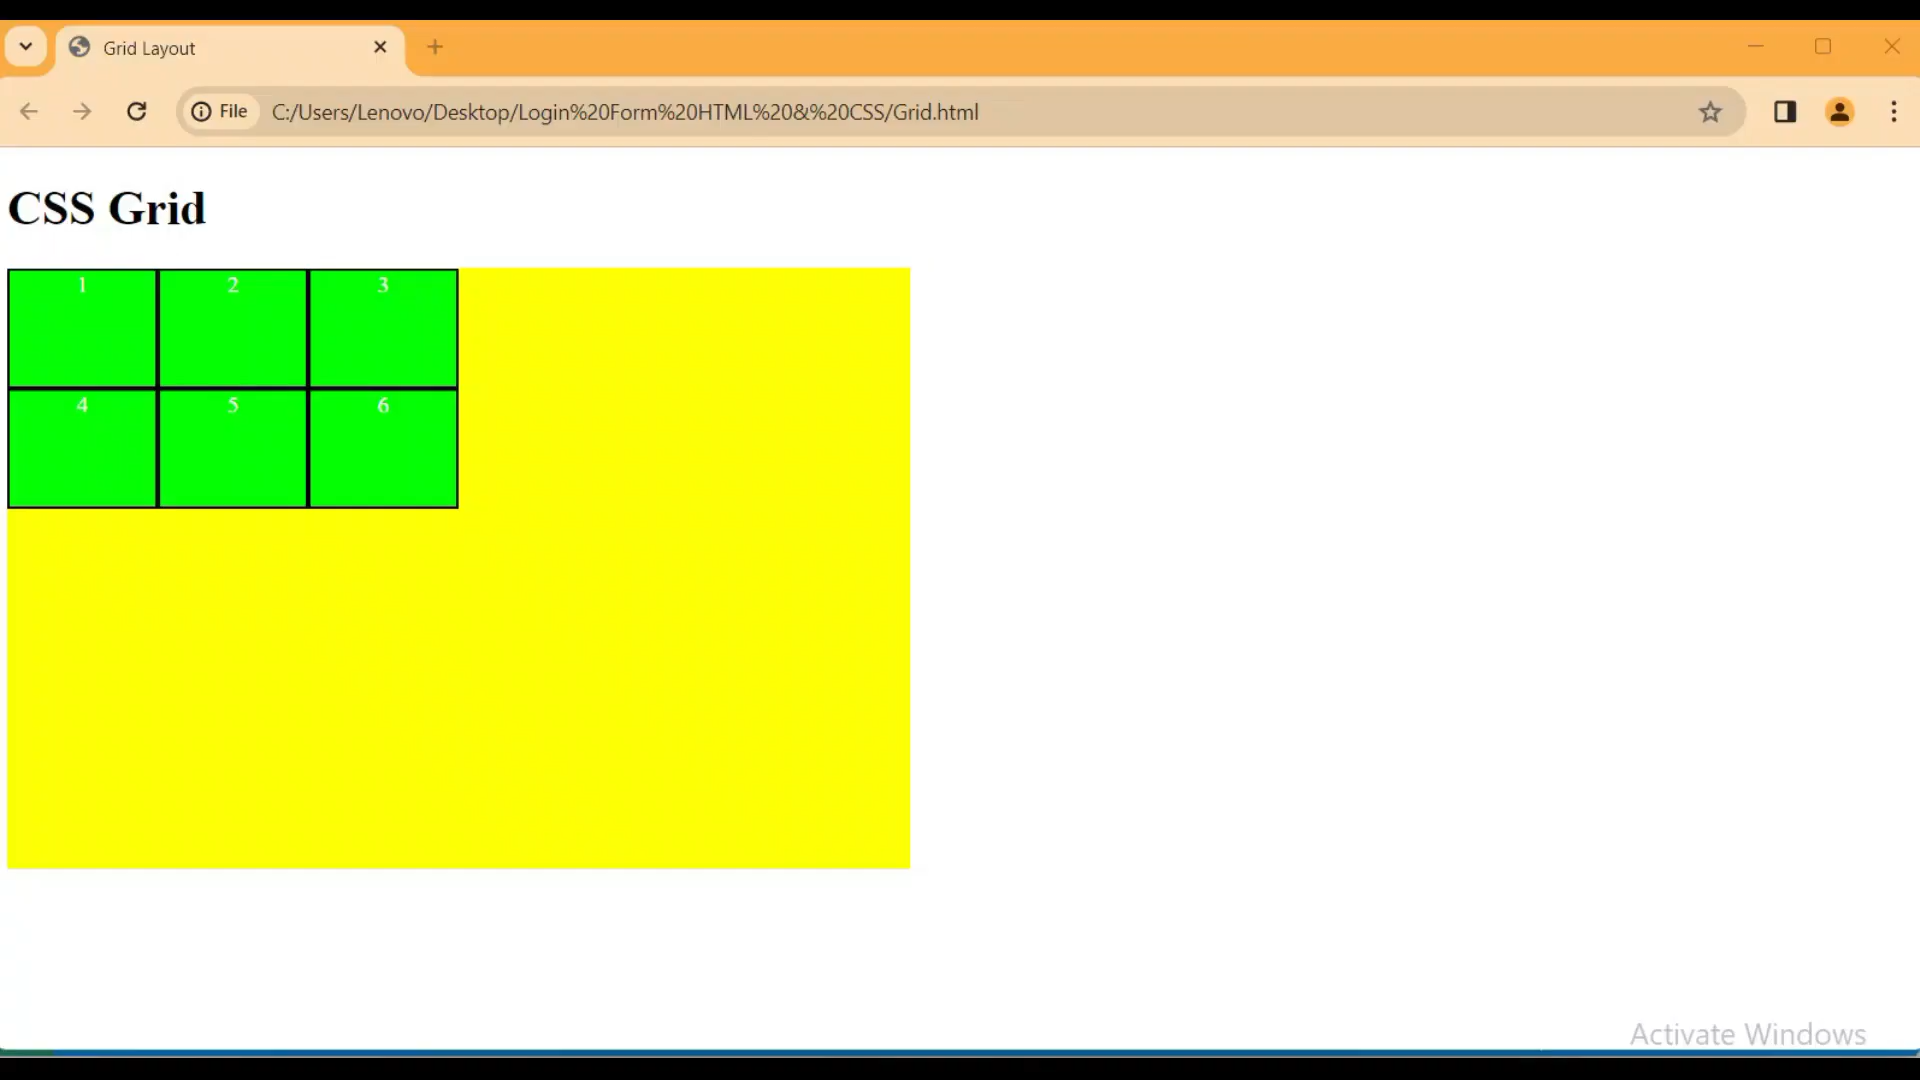 Grid Layout
File C:/Users/Lenovo/Desktop/Login%20Form%20HTML%20&%20CSS/Grid.html
CSS Grid
1 2 3
4 5 6
Activate Windows